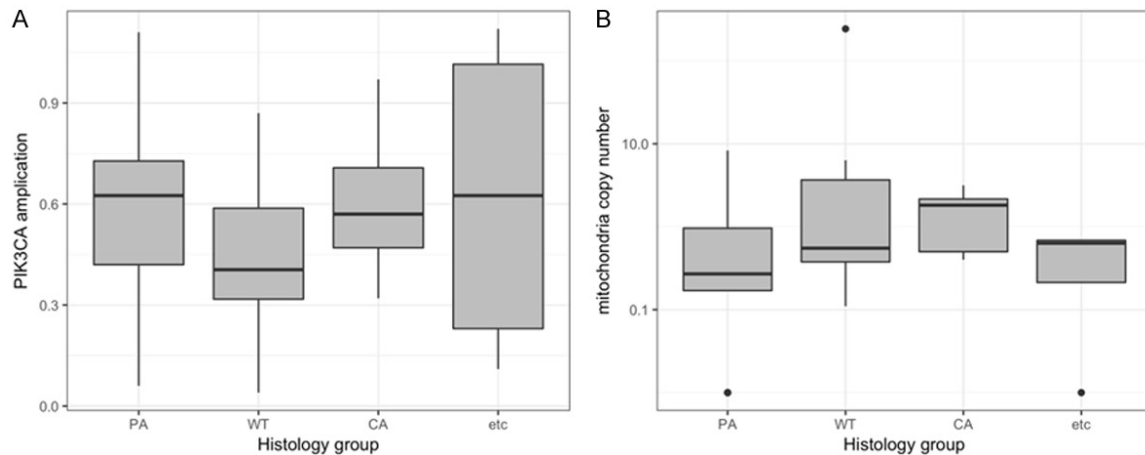 A
PIK3CA amplication
0.9
0.6
0.3
0.0
PA WT CA etc
Histology group
B
mitochondria copy number
10.0
0.1
PA WT CA etc
Histology group